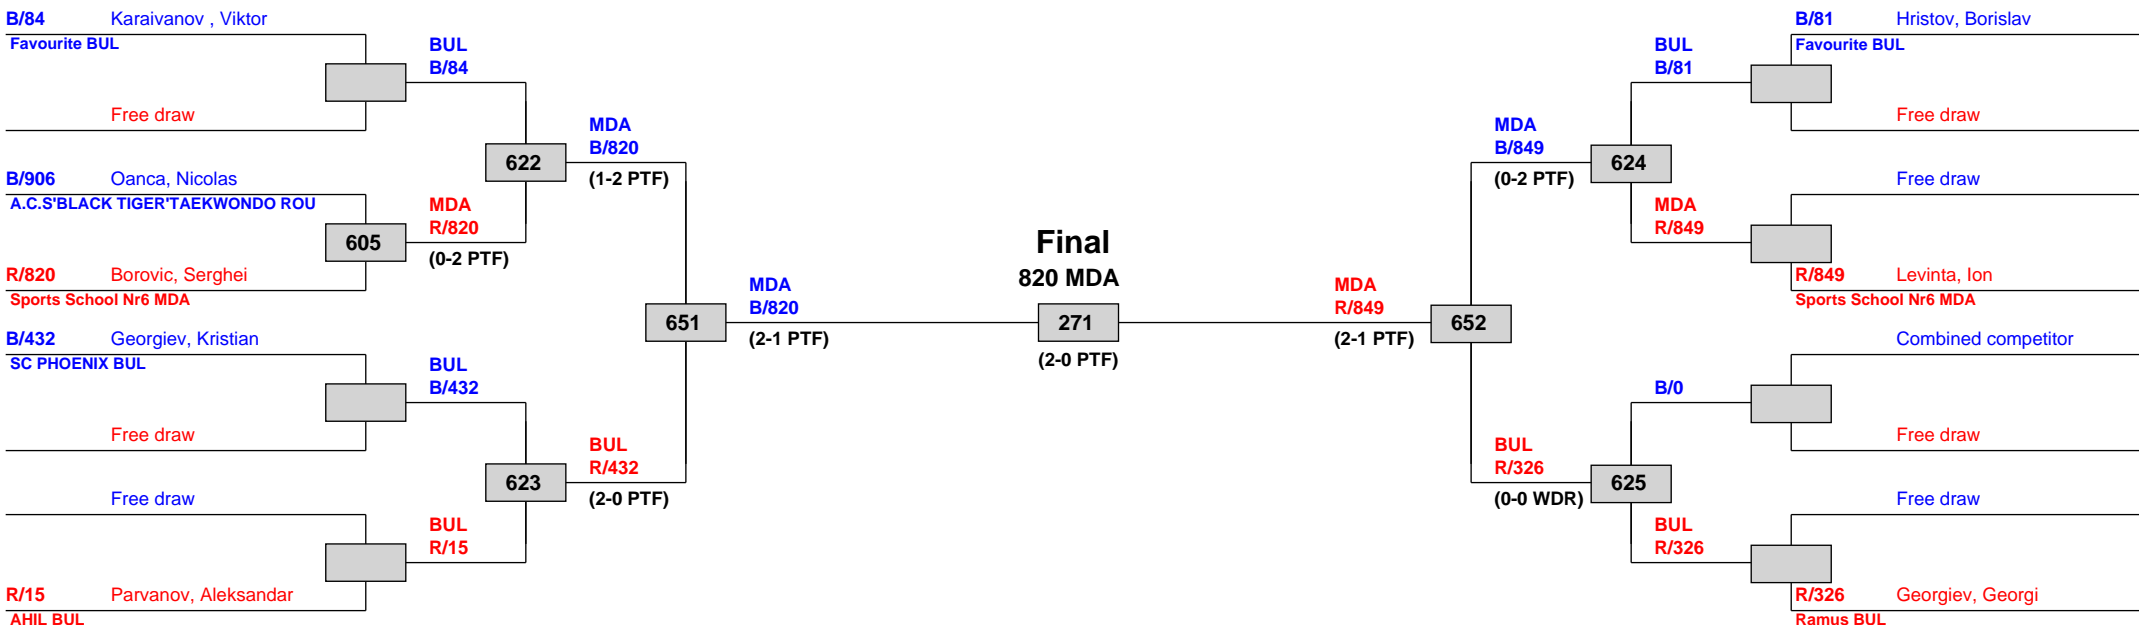 B/84 Karaivanov , Viktor
Favourite BUL
Free draw
B/906 Oanca, Nicolas
A.C.S'BLACK TIGER'TAEKWONDO ROU
R/820 Borovic, Serghei
Sports School Nr6 MDA
B/432 Georgiev, Kristian
SC PHOENIX BUL
Free draw
Free draw
R/15 Parvanov, Aleksandar
AHIL BUL
BUL
B/84
605
MDA
R/820
(0-2 PTF)
BUL
B/432
BUL
R/15
622
MDA
B/820
(1-2 PTF)
623
BUL
R/432
(2-0 PTF)
651
MDA
B/820
(2-1 PTF)
Final
820 MDA
271
(2-0 PTF)
MDA
R/849
(2-1 PTF)
652
MDA
B/849
(0-2 PTF)
624
BUL
R/326
(0-0 WDR)
625
BUL
B/81
MDA
R/849
B/0
BUL
R/326
B/81 Hristov, Borislav
Favourite BUL
Free draw
Free draw
R/849 Levinta, Ion
Sports School Nr6 MDA
Combined competitor
Free draw
Free draw
R/326 Georgiev, Georgi
Ramus BUL